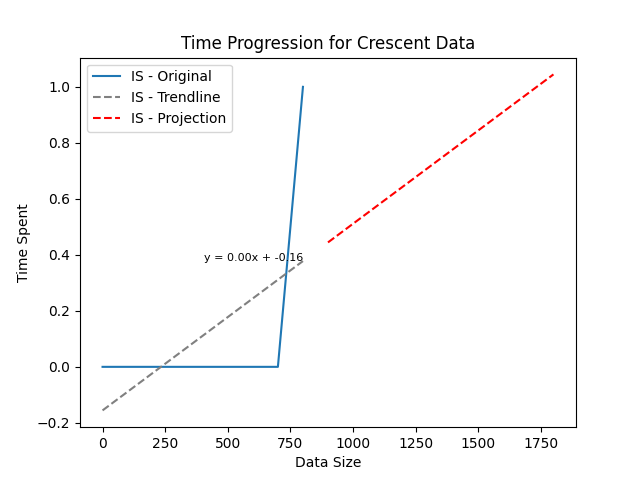 Time Progression for Crescent Data
IS - Original
IS - Trendline
IS - Projection
y = 0.00x + -0.16
Time Spent
1.0
0.8
0.6
0.4
0.2
0.0
−0.2
0 250 500 750 1000 1250 1500 1750
Data Size